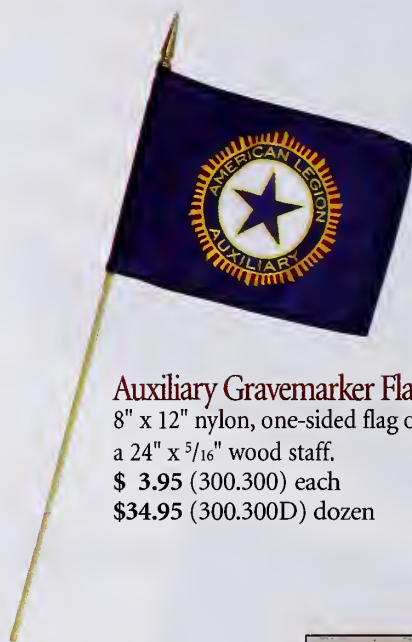 AMERICAN LEGION
AUXILIARY
Auxiliary Gravemarker Fla
8" x 12" nylon, one-sided flag o
a 24" x 5/16" wood staff.
$ 3.95 (300.300) each
$34.95 (300.300D) dozen